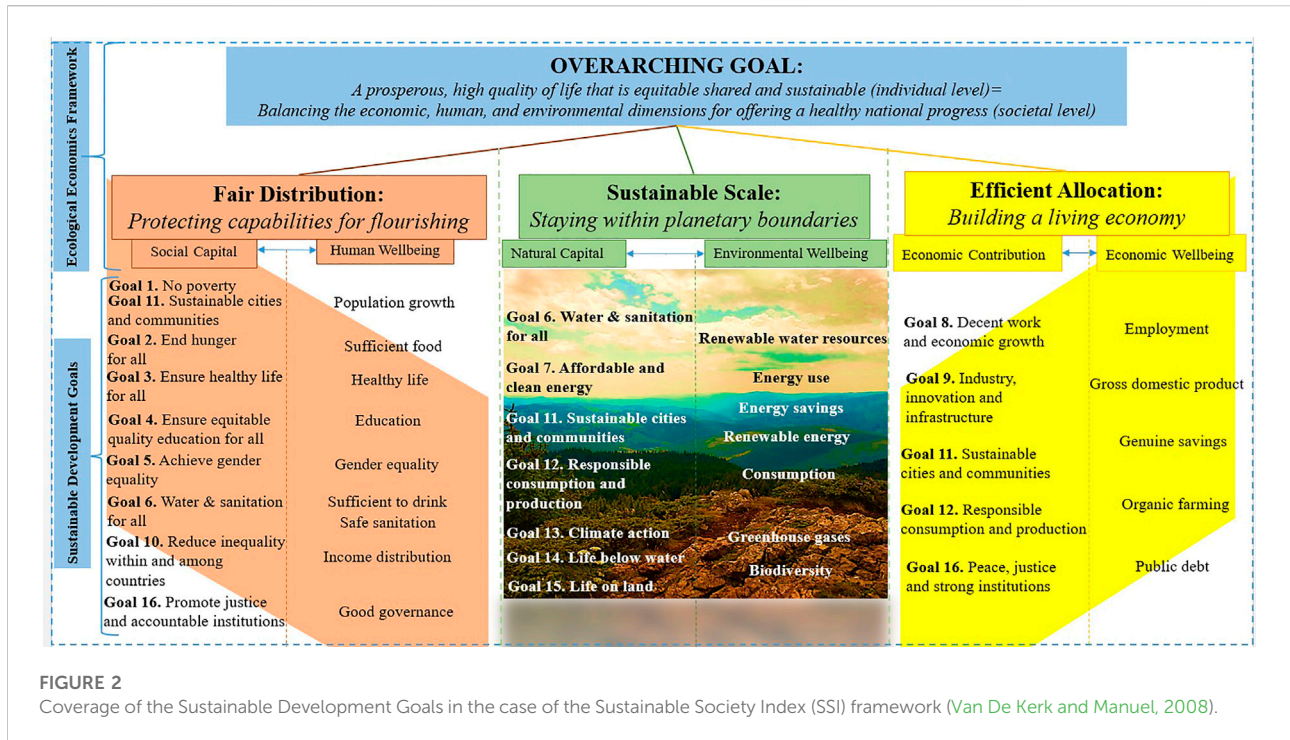 OVERARCHING GOAL:
A prosperous, high quality of life that is equitable shared and sustainable (individual level)=
Balancing the economic, human, and environmental dimensions for offering a healthy national progress (societal level)
Ecological Economics Framework
Fair Distribution:
Protecting capabilities for flourishing
Social Capital
Human Wellbeing
Sustainable Scale:
Staying within planetary boundaries
Natural Capital
Environmental Wellbeing
Efficient Allocation:
Building a living economy
Economic Contribution
Economic Wellbeing
Sustainable Development Goals
Goal 1. No poverty
Goal 11. Sustainable cities
and communities
Goal 2. End hunger
for all
Goal 3. Ensure healthy life
for all
Goal 4. Ensure equitable
quality education for all
Goal 5. Achieve gender
equality
Goal 6. Water & sanitation
for all
Goal 10. Reduce inequality
within and among
countries
Goal 16. Promote justice
and accountable institutions
Population growth
Sufficient food
Healthy life
Education
Gender equality
Sufficient to drink
Safe sanitation
Income distribution
Good governance
Goal 6. Water & sanitation
for all
Goal 7. Affordable and
clean energy
Goal 11. Sustainable cities
and communities
Goal 12. Responsible
consumption and
production
Goal 13. Climate action
Goal 14. Life below water
Goal 15. Life on land
Renewable water resources
Energy use
Energy savings
Renewable energy
Consumption
Greenhouse gases
Biodiversity
Goal 8. Decent work
and economic growth
Goal 9. Industry,
innovation and
infrastructure
Goal 11. Sustainable
cities and communities
Goal 12. Responsible
consumption and production
Goal 16. Peace, justice
and strong institutions
Employment
Gross domestic product
Genuine savings
Organic farming
Public debt
FIGURE 2
Coverage of the Sustainable Development Goals in the case of the Sustainable Society Index (SSI) framework (Van De Kerk and Manuel, 2008).